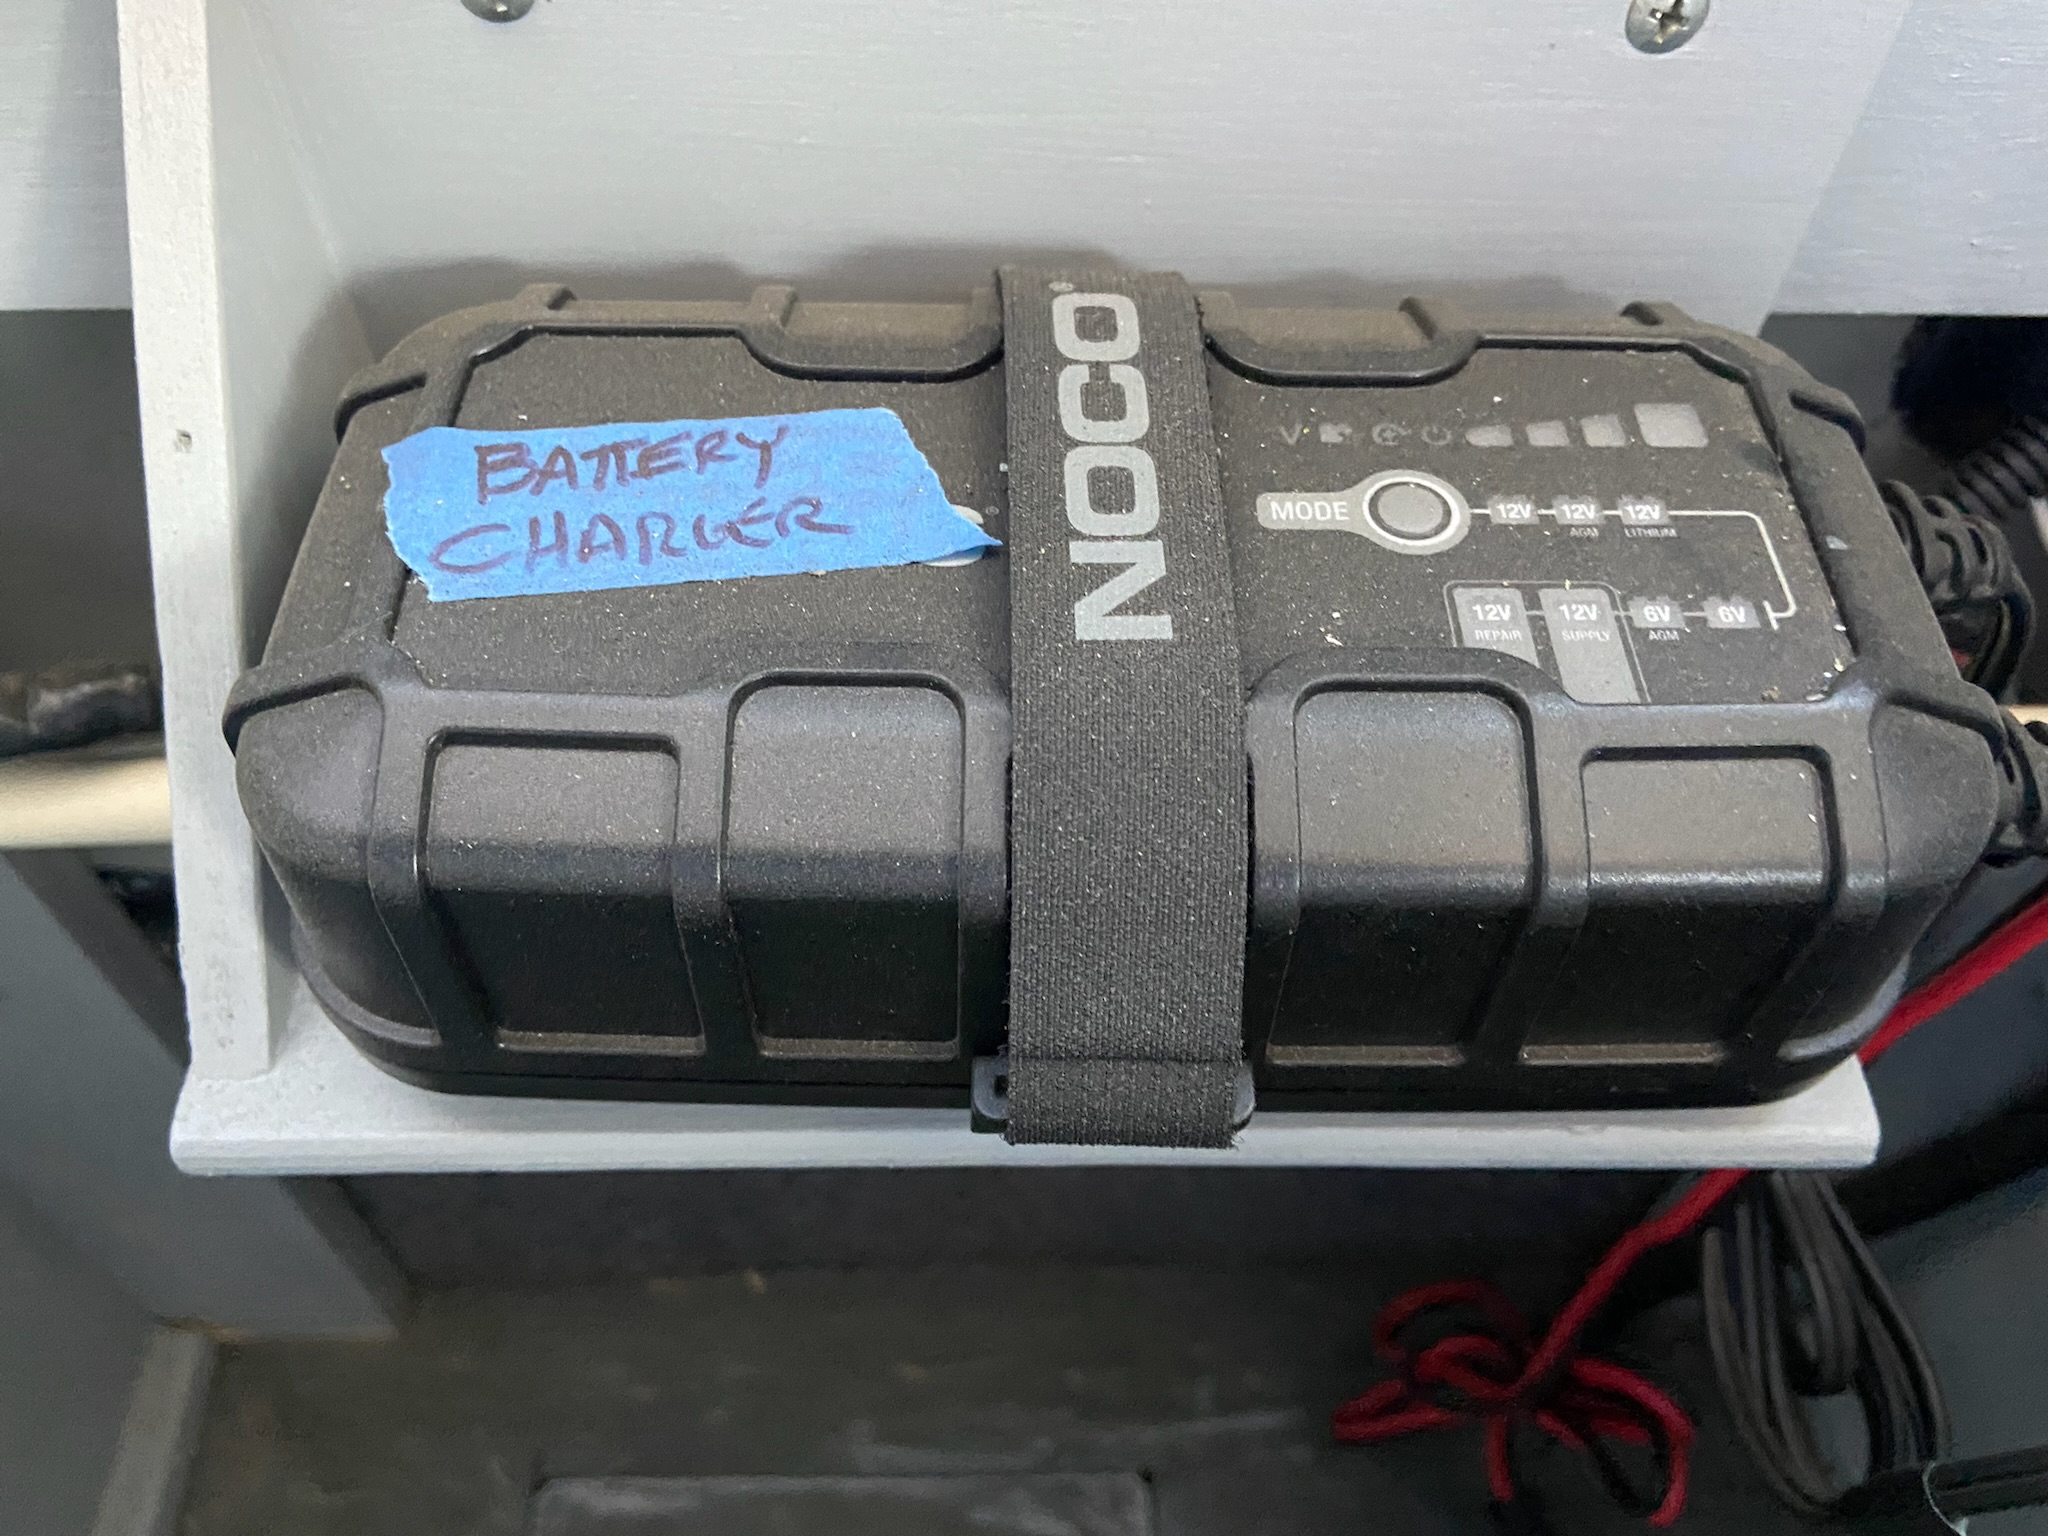 BATTERY
CHARGER
NOCO®
MODE
12V
12V
AGM
12V
LITHIUM
12V
REPAIR
12V
SUPPLY
6V
AGM
6V